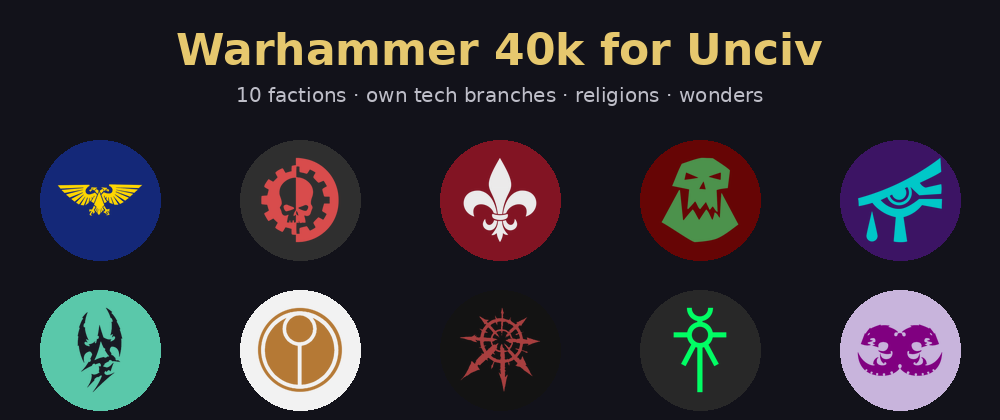 Warhammer 40k for Unciv
10 factions · own tech branches · religions · wonders